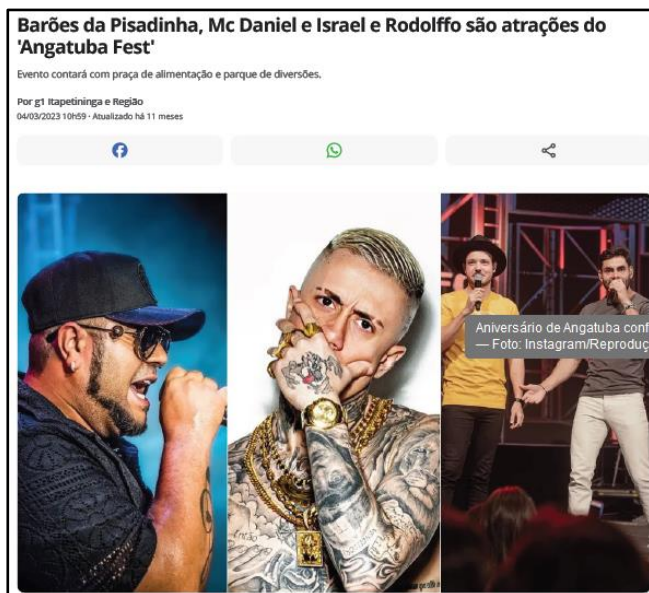 Barões da Pisadinha, Mc Daniel e Israel e Rodolffo são atrações do
'Angatuba Fest'
Evento contará com praça de alimentação e parque de diversões.
Por g1 Itapetininga e Região
04/03/2023 10h59 · Atualizado há 11 meses
Aniversário de Angatuba conf
— Foto: Instagram/Reproduç